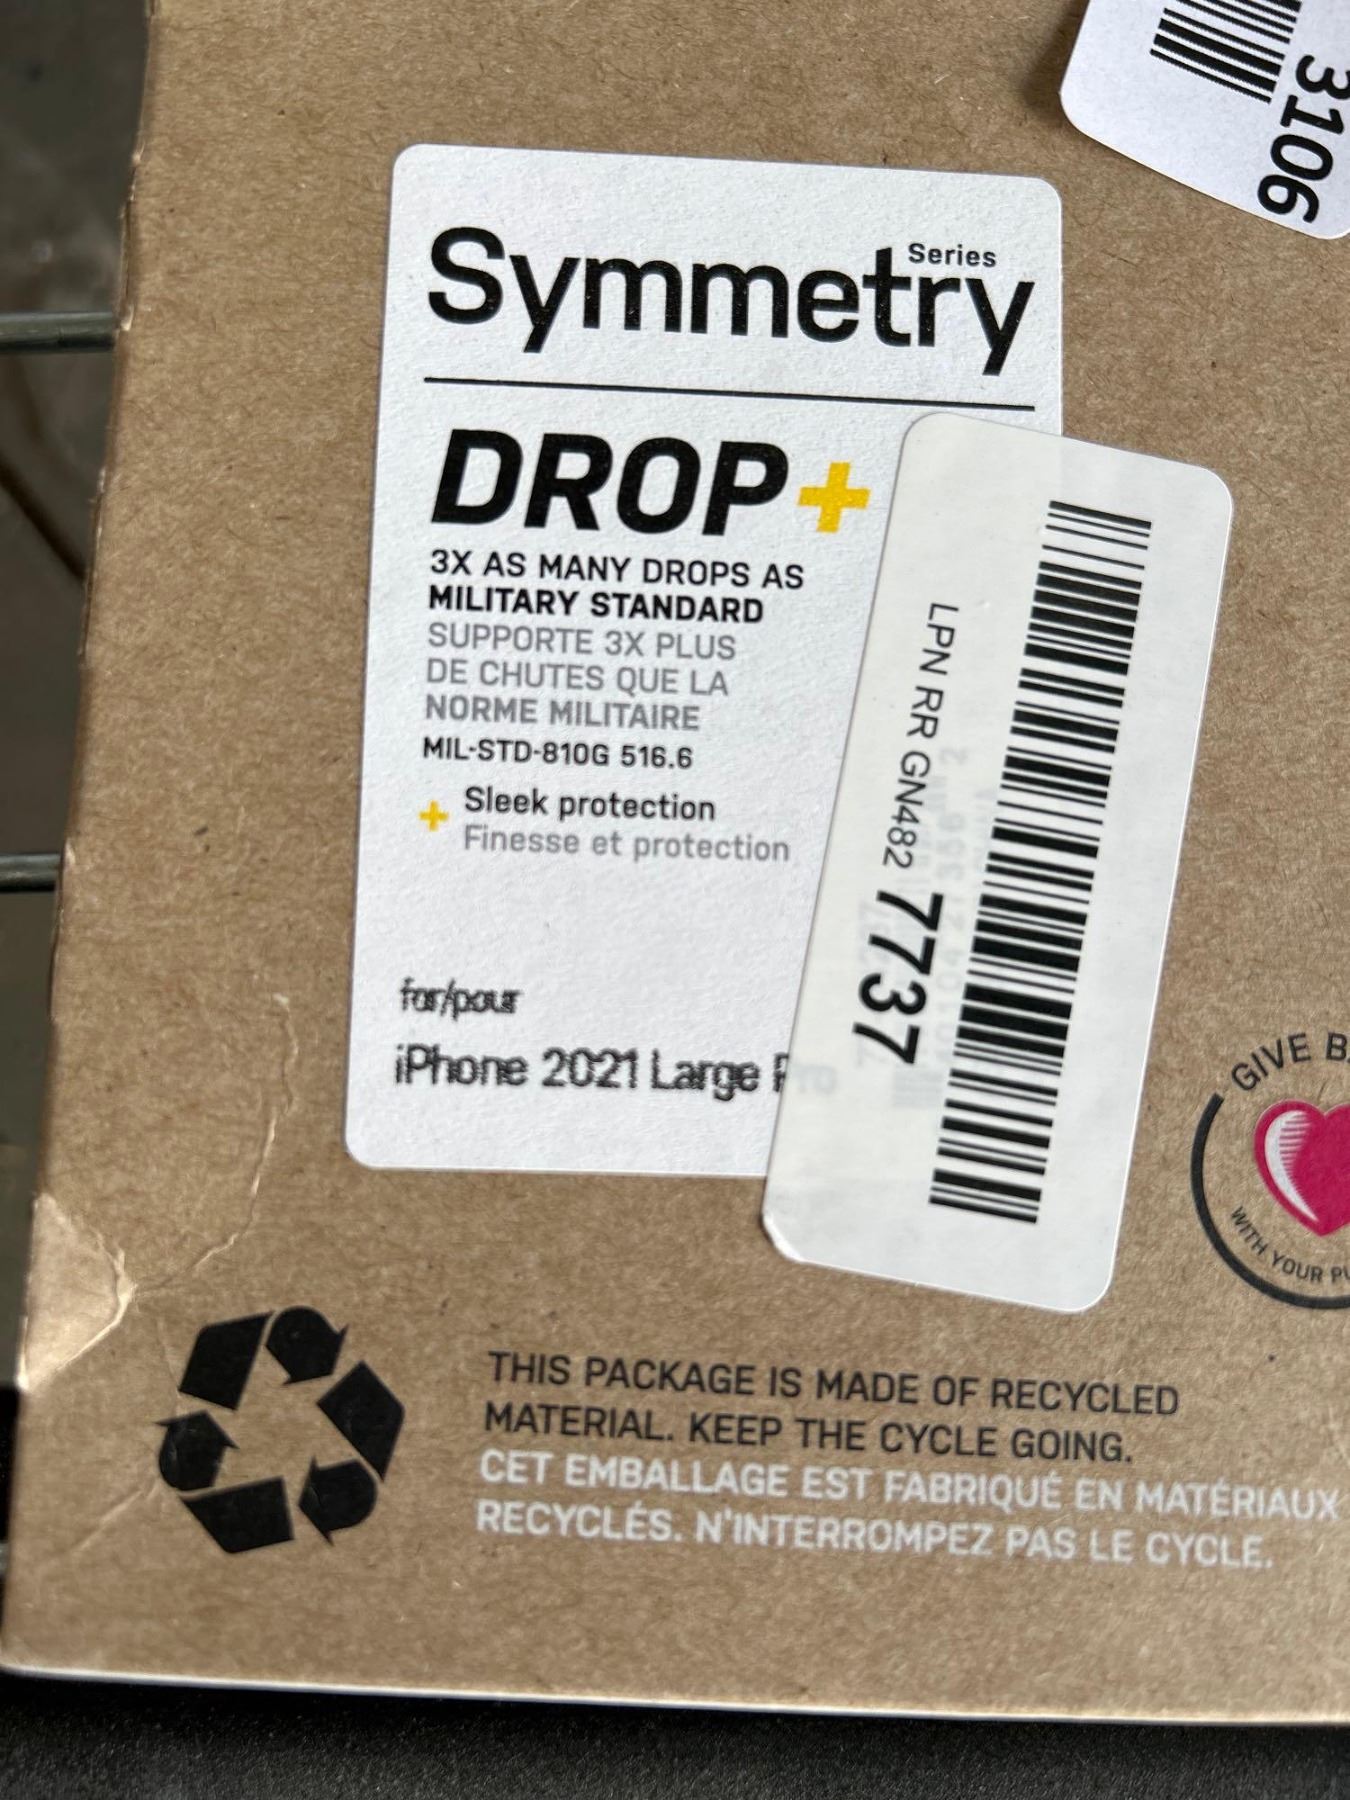 3106
Symmetry Series
DROP+
3X AS MANY DROPS AS
MILITARY STANDARD
SUPPORTE 3X PLUS
DE CHUTES QUE LA
NORME MILITAIRE
MIL-STD-810G 516.6
+ Sleek protection
Finesse et protection
for/pour
iPhone 2021 Large
LPN RR GN482 7737
GIVE
WITH YOUR
THIS PACKAGE IS MADE OF RECYCLED
MATERIAL. KEEP THE CYCLE GOING.
CET EMBALLAGE EST FABRIQUÉ EN MATÉRIAUX
RECYCLÉS. N'INTERROMPEZ PAS LE CYCLE.